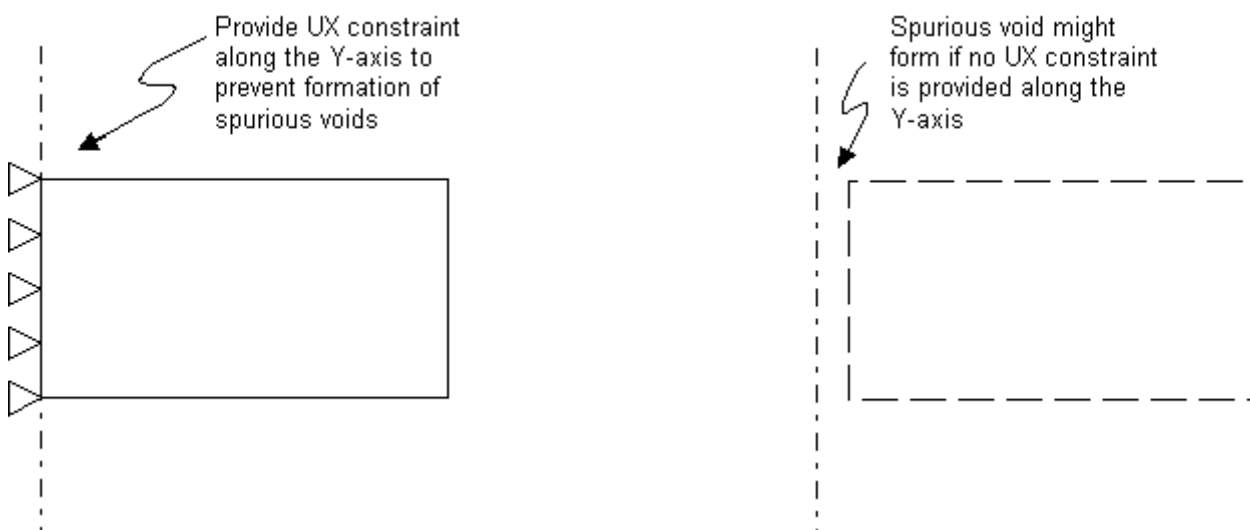 Provide UX constraint
along the Y-axis to
prevent formation of
spurious voids
Spurious void might
form if no UX constraint
is provided along the
Y-axis